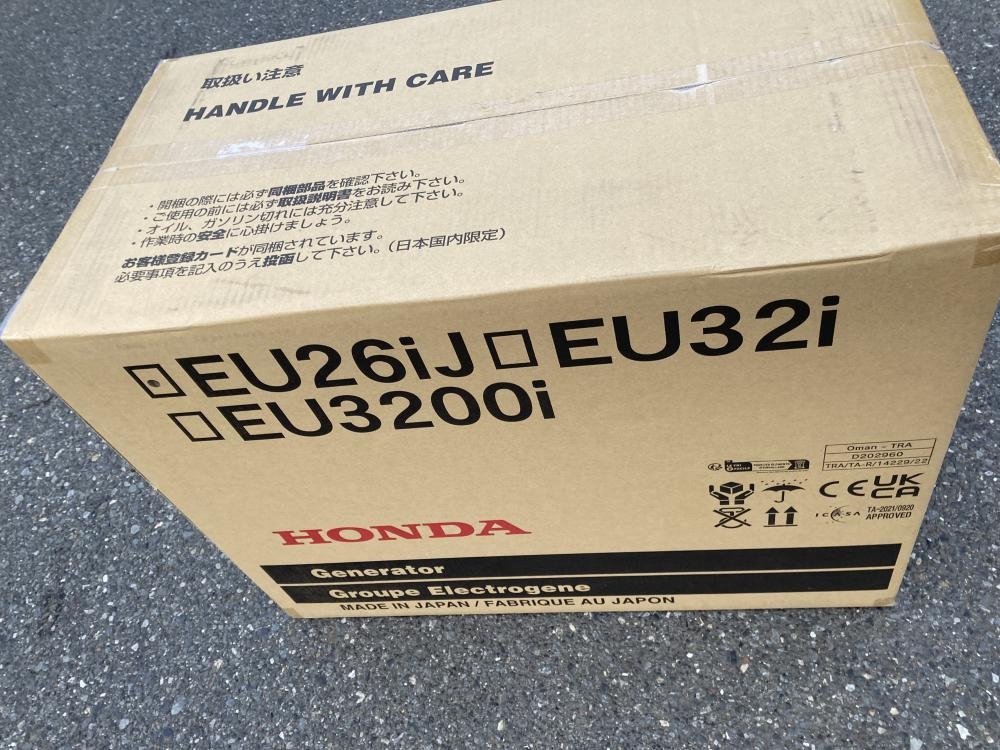 取扱い注意
HANDLE WITH CARE
・開梱の際には必ず同梱部品を確認下さい。
・ご使用の前には必ず取扱説明書をお読み下さい。
・オイル、ガソリン切れには充分注意して下さい。
・作業時の安全に心掛けましょう。
お客様登録カードが同梱されています。
必要事項を記入のうえ投函して下さい。(日本国内限定)
EU26iJ EU32i
EU3200i
Oman - TRA
D202960
TRA/TA-R/14229/22
CE UK CA
ICASA TA-2021/0920
APPROVED
HONDA
Generator
Groupe Electrogene
MADE IN JAPAN / FABRIQUE AU JAPON